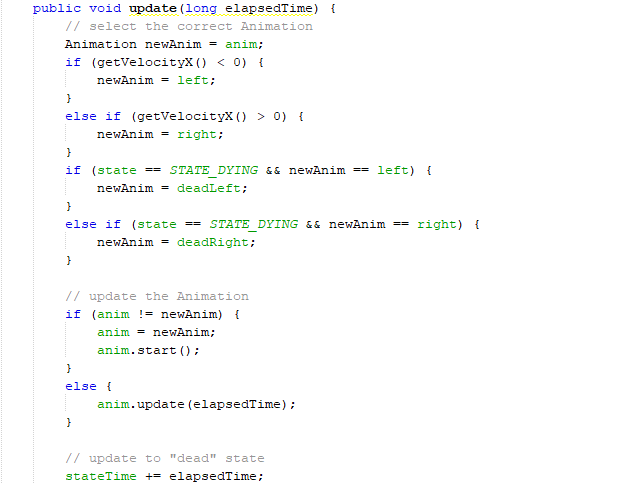 public void update(long elapsedTime) {
// select the correct Animation
Animation newAnim = anim;
if (getVelocityX() < 0) {
newAnim = left;
}
else if (getVelocityX() > 0) {
newAnim = right;
}
if (state == STATE_DYING && newAnim == left) {
newAnim = deadLeft;
}
else if (state == STATE_DYING && newAnim == right) {
newAnim = deadRight;
}
// update the Animation
if (anim != newAnim) {
anim = newAnim;
anim.start();
}
else {
anim.update(elapsedTime);
}
// update to "dead" state
stateTime += elapsedTime;